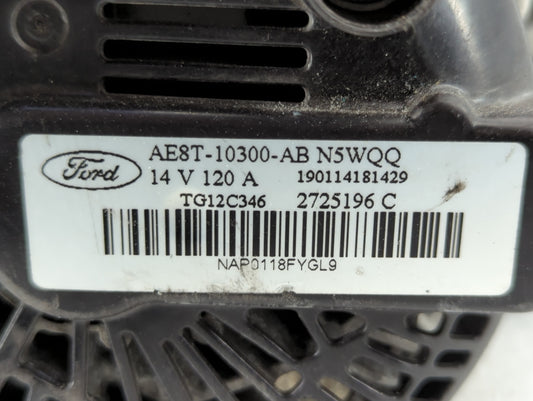 Ford
AE8T-10300-AB N5WQQ
14 V 120 A 190114181429
TG12C346 2725196 C
NAP0118FYGL9